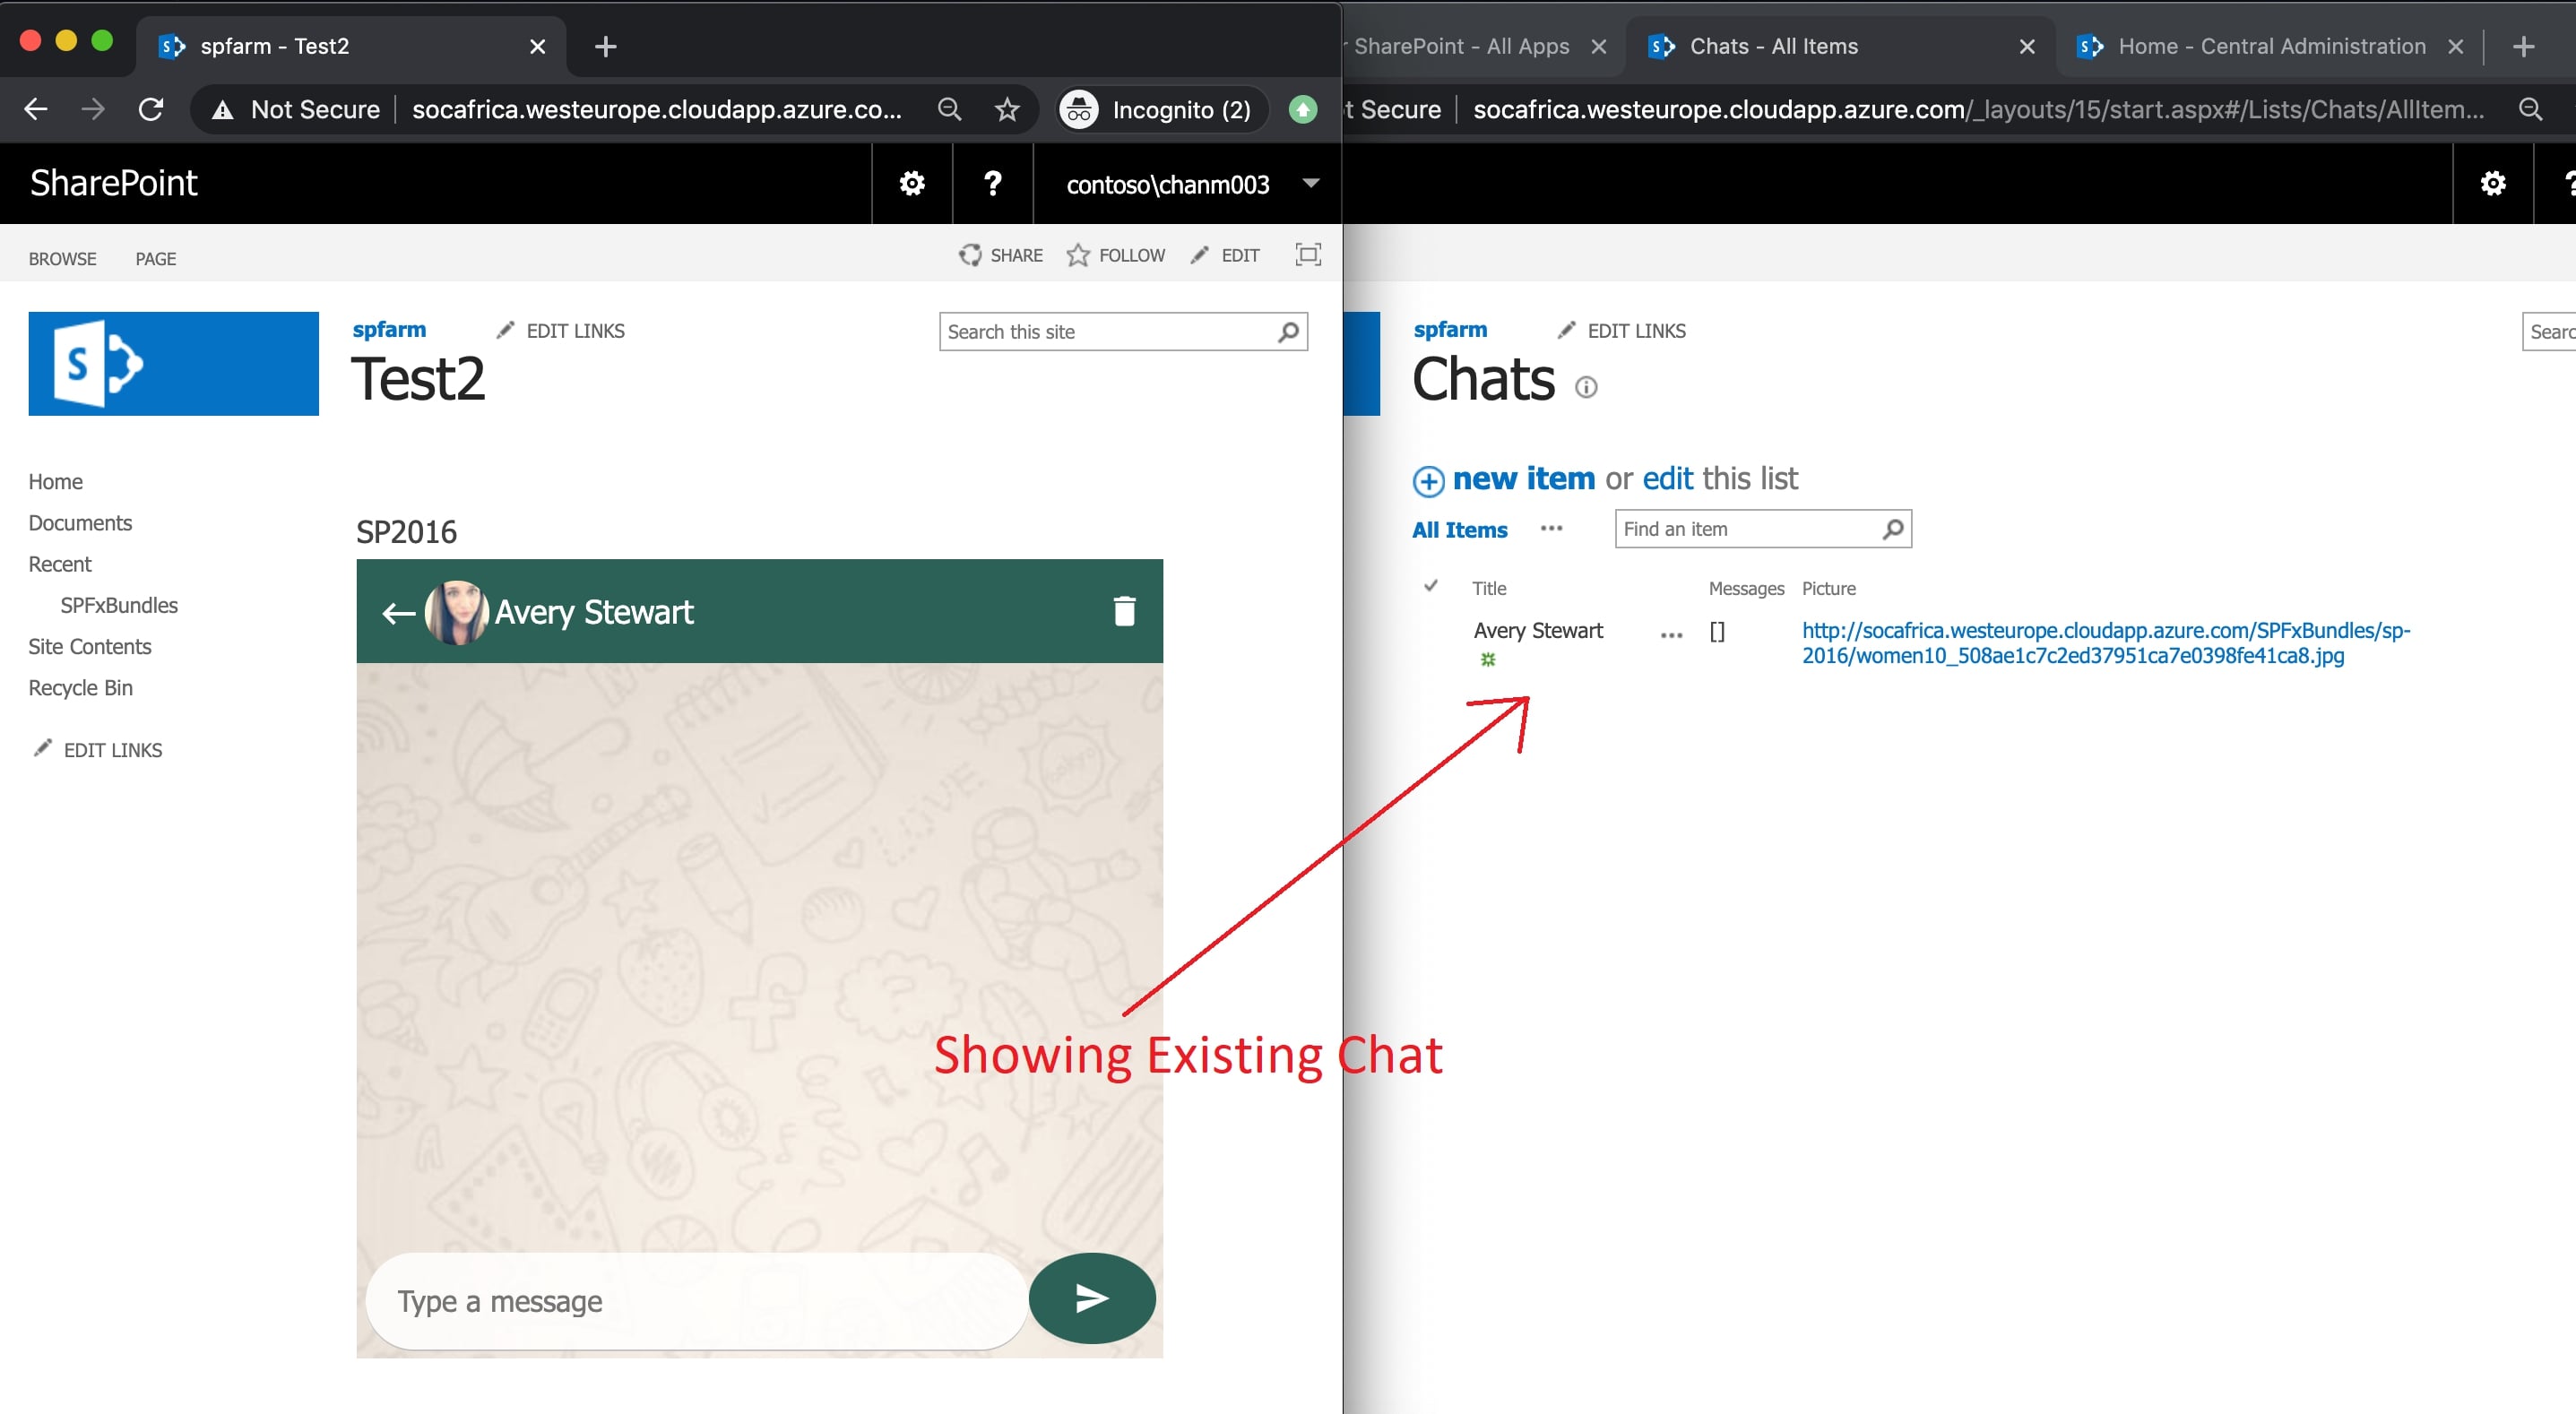 spfarm - Test2
r SharePoint - All Apps
Chats - All Items
Home - Central Administration
Not Secure
socafrica.westeurope.cloudapp.azure.co...
Incognito (2)
t Secure
socafrica.westeurope.cloudapp.azure.com/_layouts/15/start.aspx#/Lists/Chats/AllItem...
SharePoint
?
contoso\chanm003
?
BROWSE
PAGE
SHARE
FOLLOW
EDIT
S
spfarm
EDIT LINKS
Search this site
Test2
Home
Documents
Recent
SPFxBundles
Site Contents
Recycle Bin
EDIT LINKS
SP2016
Avery Stewart
Type a message
spfarm
EDIT LINKS
Searc
Chats
new item or edit this list
All Items
...
Find an item
Title
Messages
Picture
Avery Stewart
...
[]
http://socafrica.westeurope.cloudapp.azure.com/SPFxBundles/sp-
2016/women10_508ae1c7c2ed37951ca7e0398fe41ca8.jpg
Showing Existing Chat